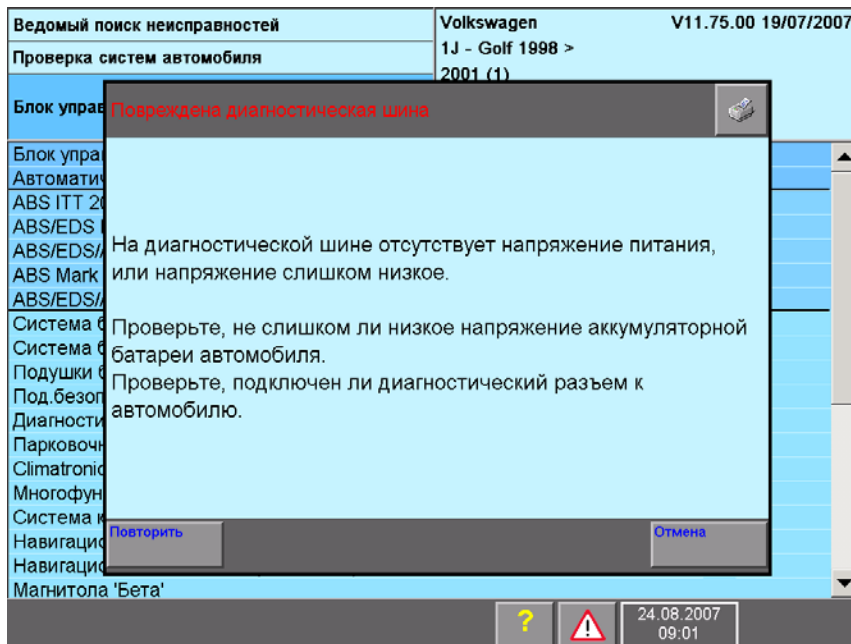 Ведомый поиск неисправностей
Volkswagen V11.75.00 19/07/2007
Проверка систем автомобиля
1J - Golf 1998 >
2001 (1)
Блок управ
Повреждена диагностическая шина
Блок упра
Автоматич
ABS ITT 20
ABS/EDS
ABS/EDS/
ABS Mark
ABS/EDS/
Система б
Система б
Подушки б
Под.безоп
Диагности
Парковочн
Climatronic
Многофун
Система к
Навигацио
Навигацио
Магнитола 'Бета'
На диагностической шине отсутствует напряжение питания,
или напряжение слишком низкое.
Проверьте, не слишком ли низкое напряжение аккумуляторной
батареи автомобиля.
Проверьте, подключен ли диагностический разъем к
автомобилю.
Повторить
Отмена
?
24.08.2007
09:01